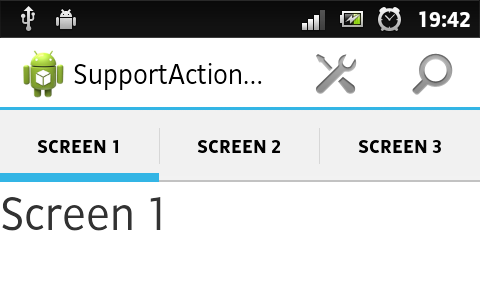 19:42
SupportAction...
SCREEN 1 SCREEN 2 SCREEN 3
Screen 1